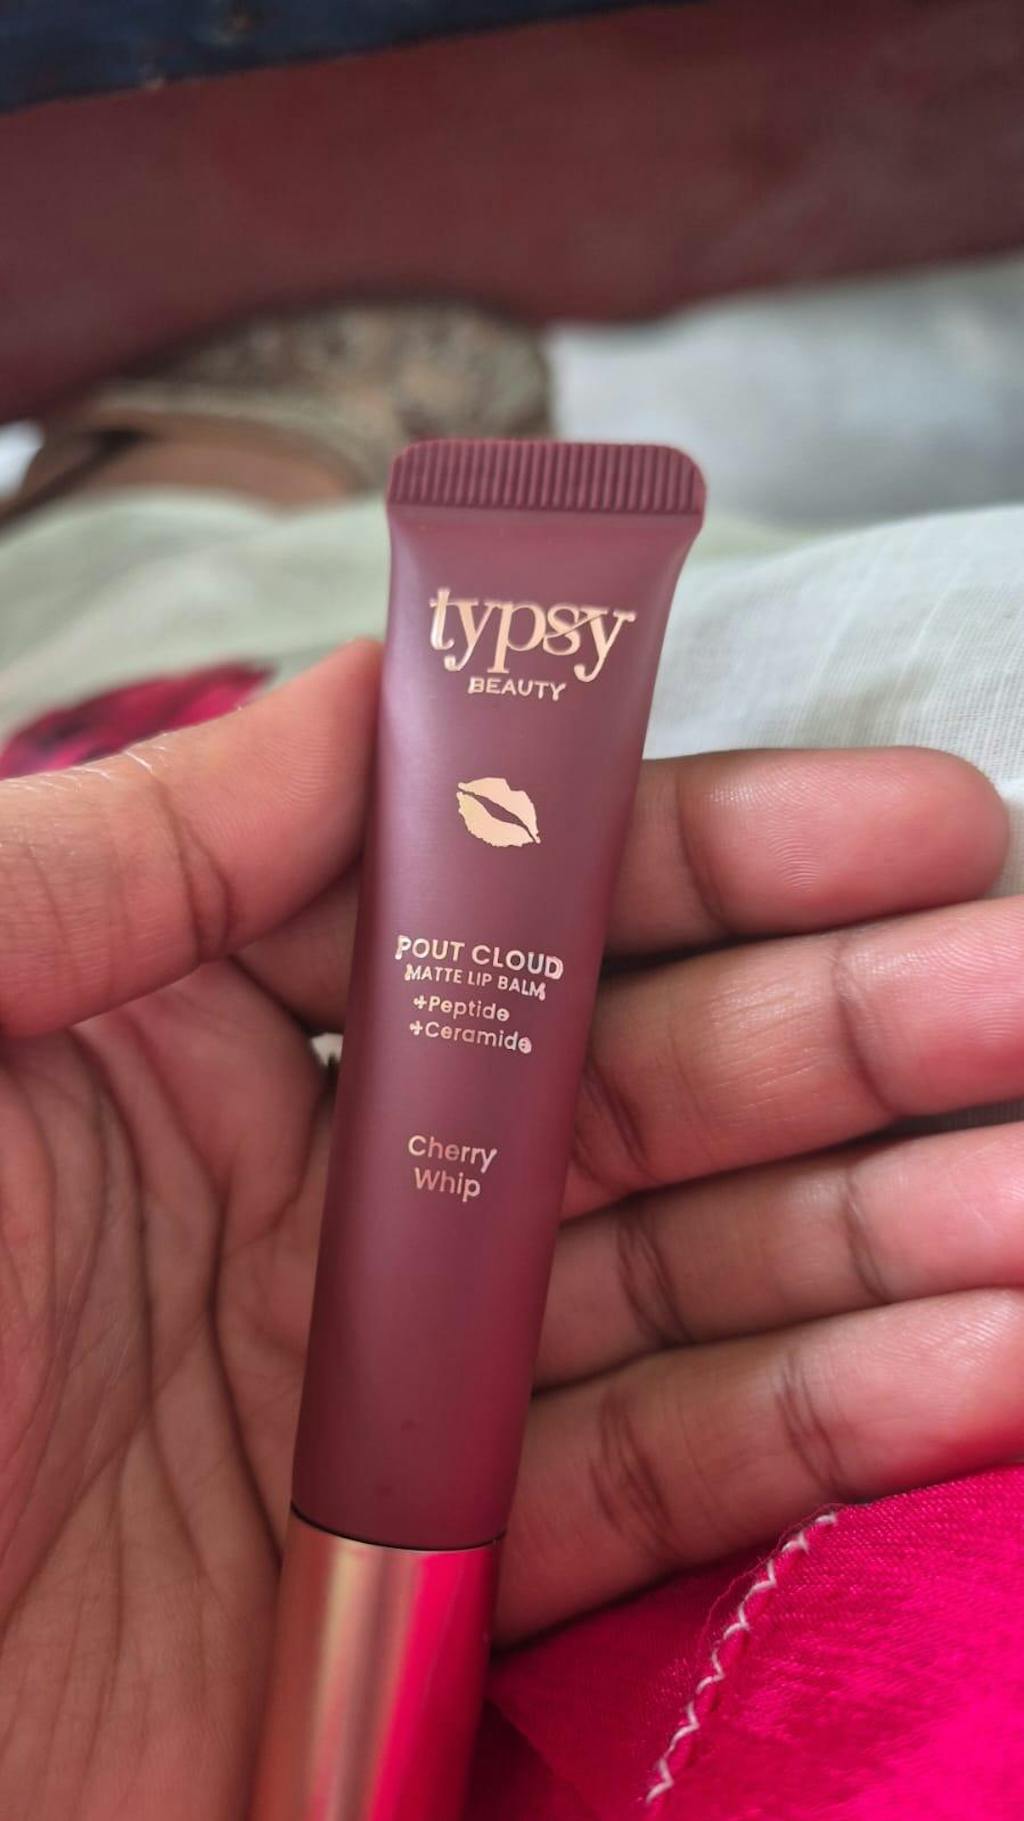 typsy
BEAUTY
POUT CLOUD
MATTE LIP BALM
+Peptide
+Ceramide
Cherry
Whip